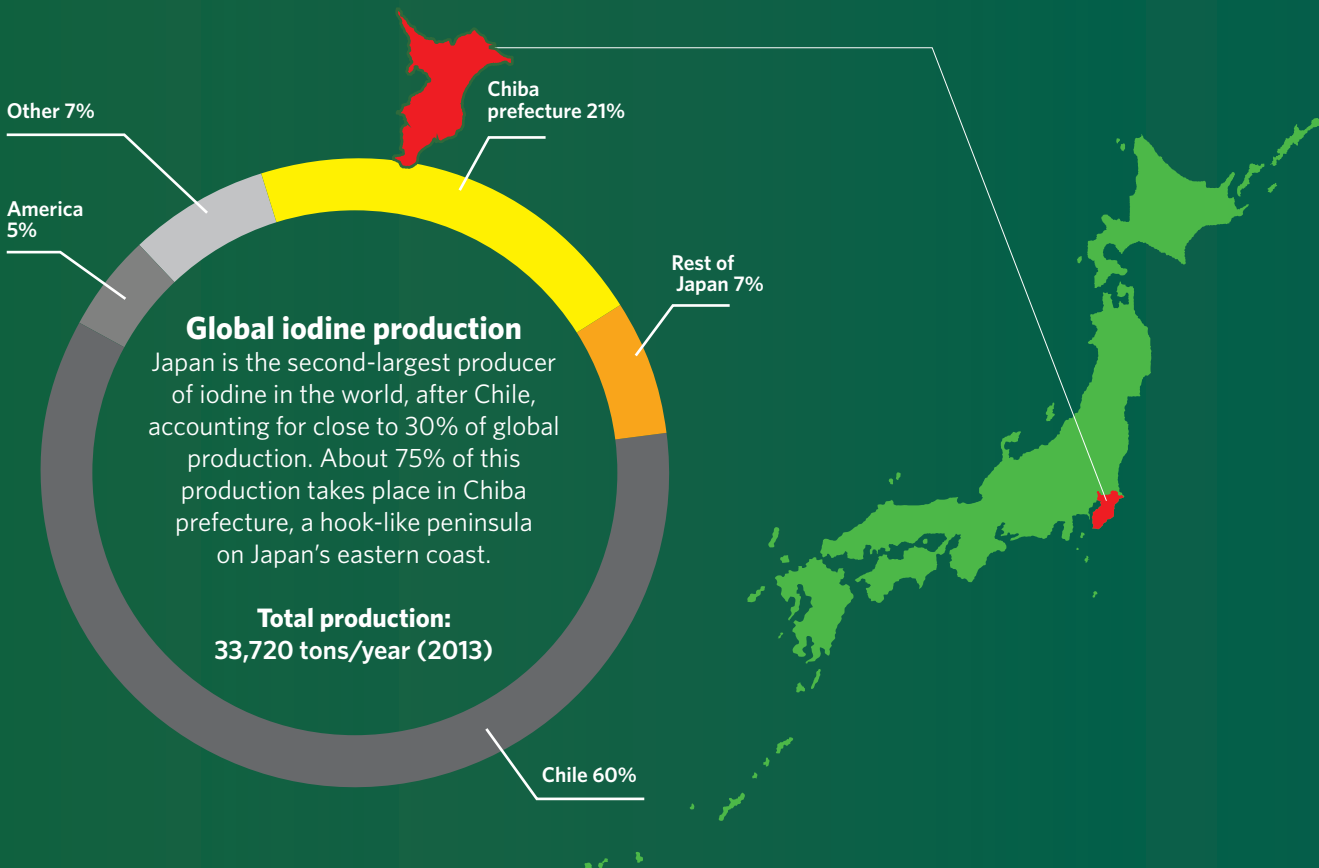 Other 7%
America
5%
Chiba
prefecture 21%
Rest of
Japan 7%
Global iodine production
Japan is the second-largest producer
of iodine in the world, after Chile,
accounting for close to 30% of global
production. About 75% of this
production takes place in Chiba
prefecture, a hook-like peninsula
on Japan's eastern coast.
Total production:
33,720 tons/year (2013)
Chile 60%